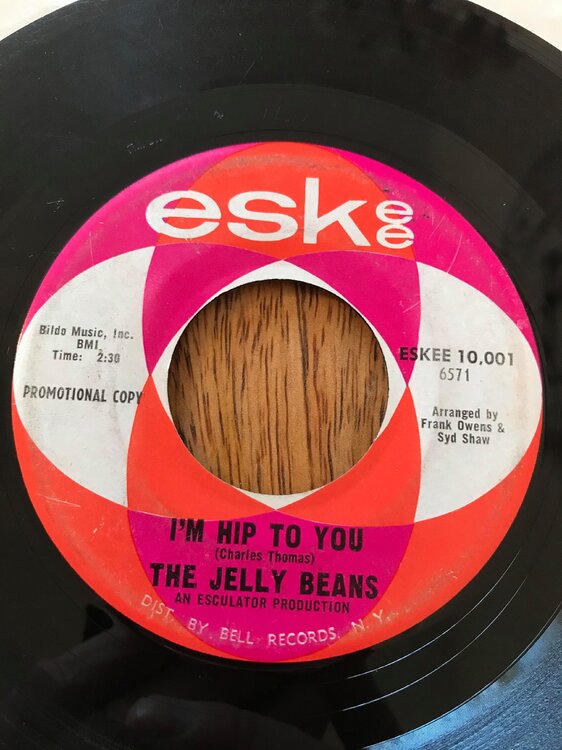 eskee
Bildo Music, Inc.
BMI
Time: 2:30
PROMOTIONAL COPY
ESKEE 10,001
6571
Arranged by
Frank Owens &
Syd Shaw
I'M HIP TO YOU
(Charles Thomas)
THE JELLY BEANS
AN ESCULATOR PRODUCTION
DIST. BY BELL RECORDS, N.Y.